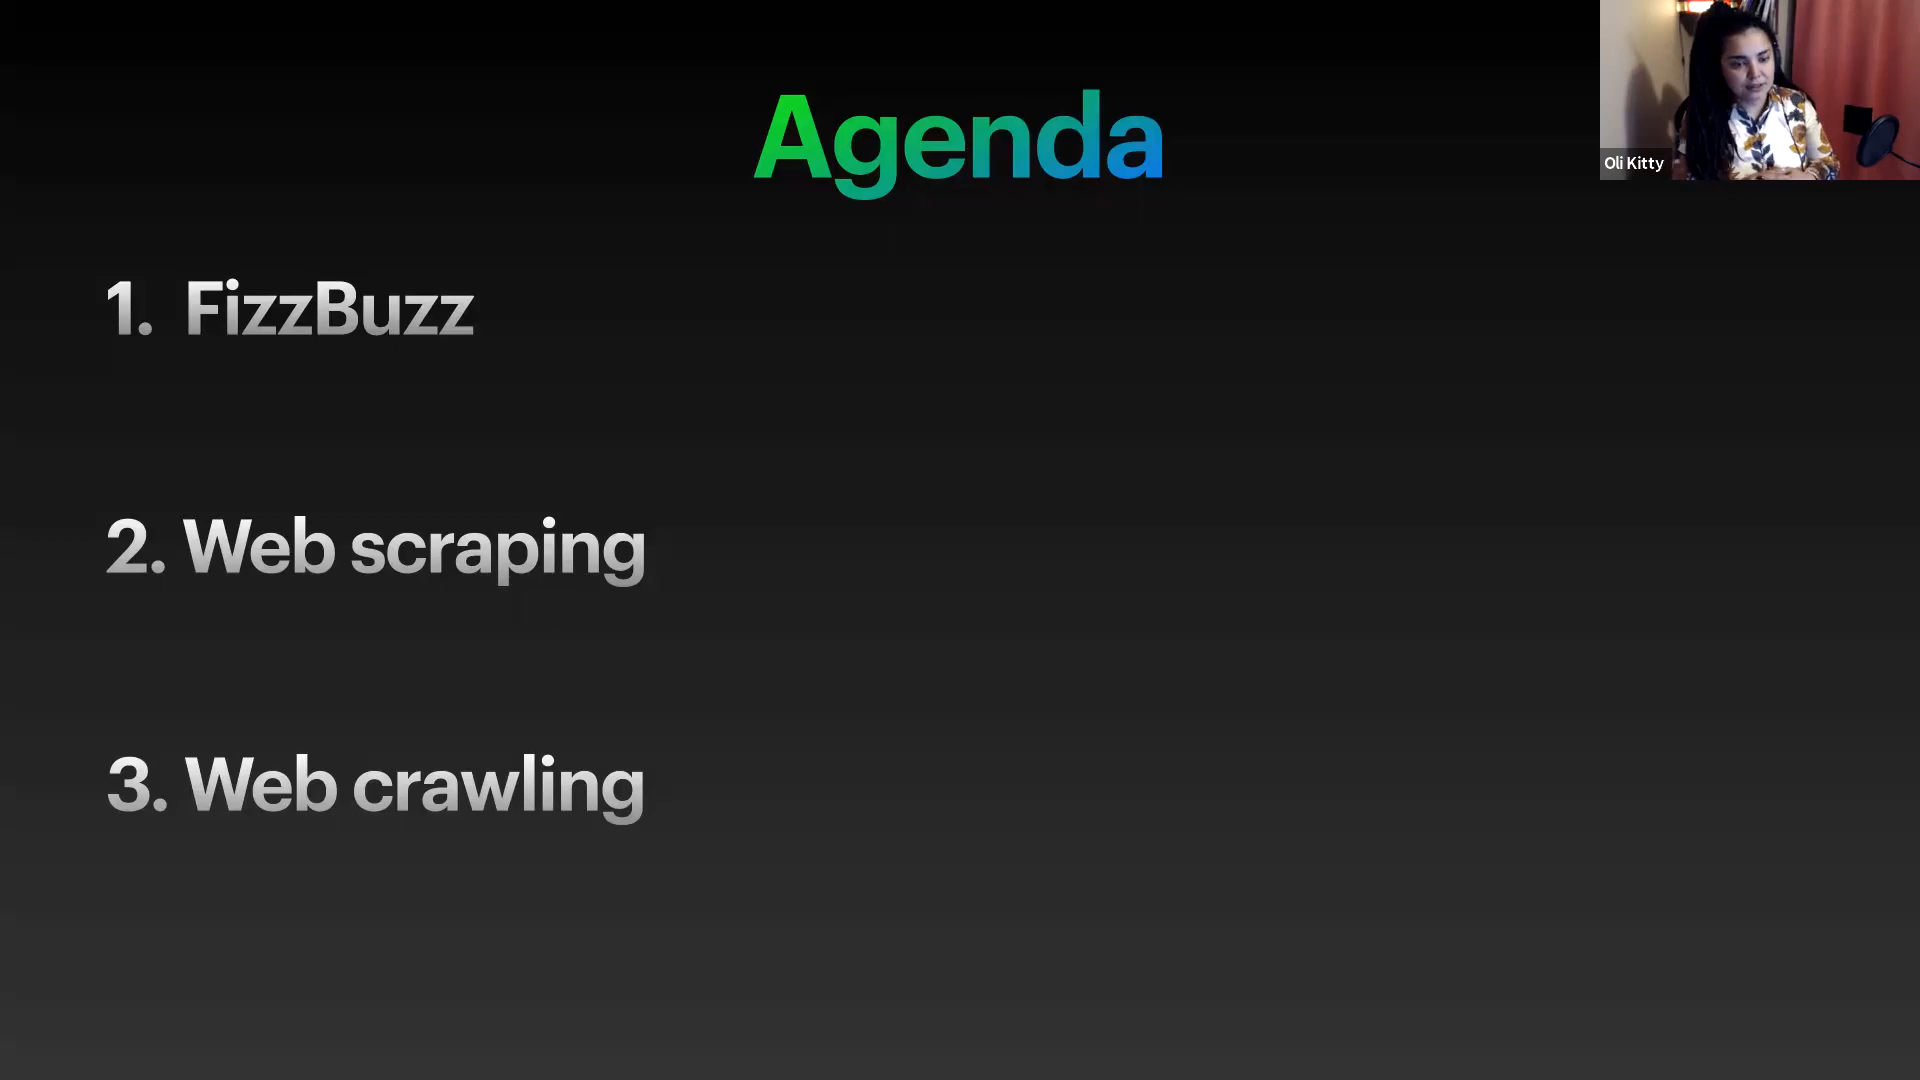 Agenda
Oli Kitty
1. FizzBuzz
2. Web scraping
3. Web crawling